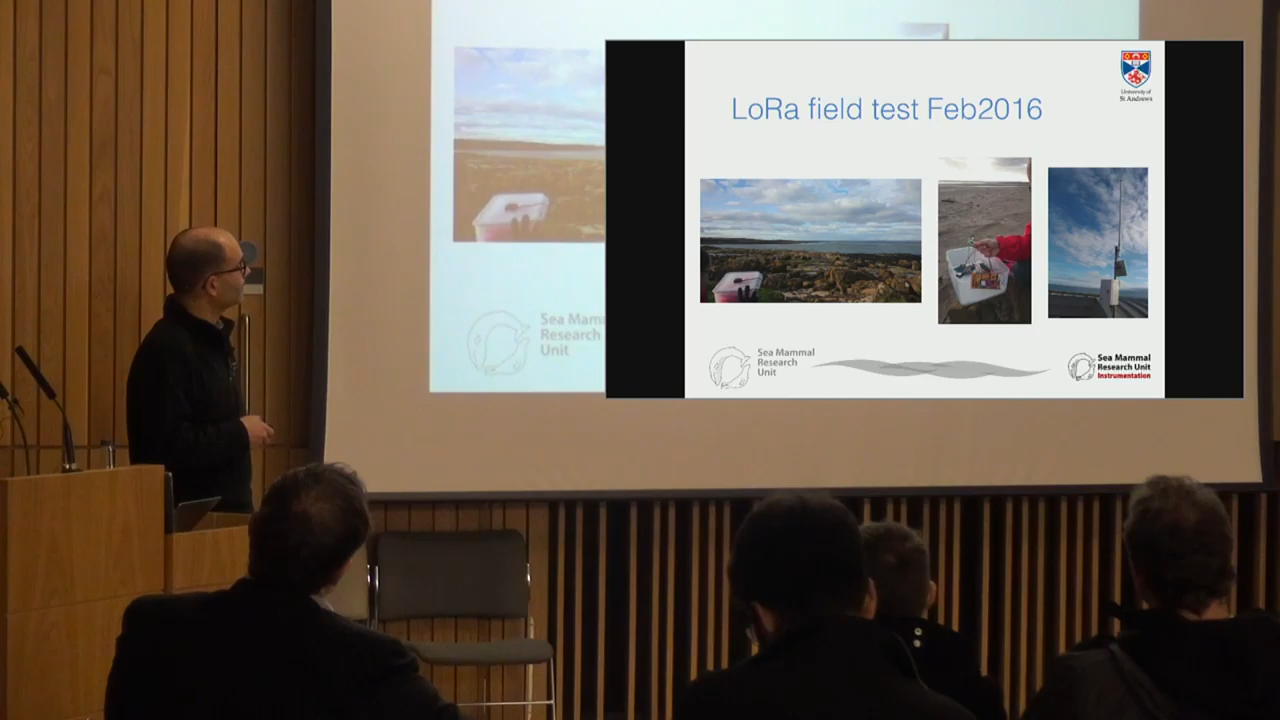 University of
St Andrews
LoRa field test Feb2016
Sea Mammal
Research
Unit
Sea Mammal
Research Unit
Instrumentation
Sea Mam
Research
Unit